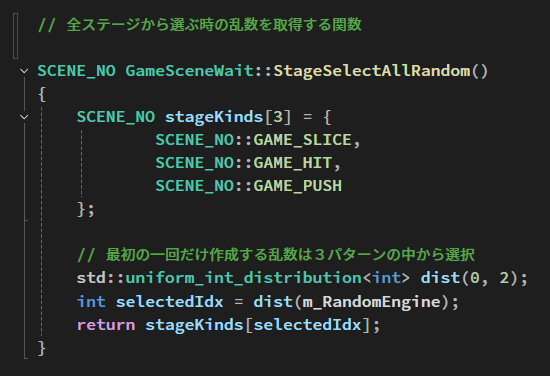 // 全ステージから選ぶ時の乱数を取得する関数
SCENE_NO GameSceneWait::StageSelectAllRandom()
{
SCENE_NO stageKinds[3] = {
SCENE_NO::GAME_SLICE,
SCENE_NO::GAME_HIT,
SCENE_NO::GAME_PUSH
};
// 最初の一回だけ作成する乱数は３パターンの中から選択
std::uniform_int_distribution<int> dist(0, 2);
int selectedIdx = dist(m_RandomEngine);
return stageKinds[selectedIdx];
}